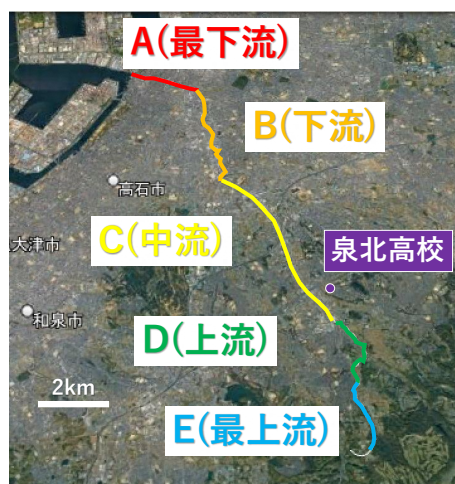 A(最下流)
B(下流)
高石市
C(中流)
大津市
泉北高校
和泉市
D(上流)
2km
E(最上流)